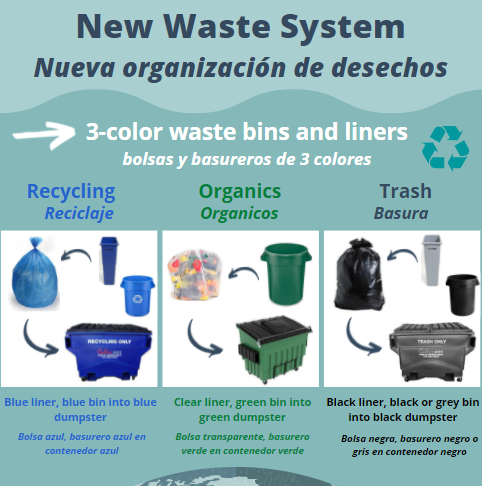 New Waste System
Nueva organización de desechos
3-color waste bins and liners
bolsas y basureros de 3 colores
Recycling
Reciclaje
Organics
Organicos
Trash
Basura
RECYCLING ONLY
TRASH ONLY
Blue liner, blue bin into blue
dumpster
Bolsa azul, basurero azul en
contenedor azul
Clear liner, green bin into
green dumpster
Bolsa transparente, basurero
verde en contenedor verde
Black liner, black or grey bin
into black dumpster
Bolsa negra, basurero negro o
gris en contenedor negro